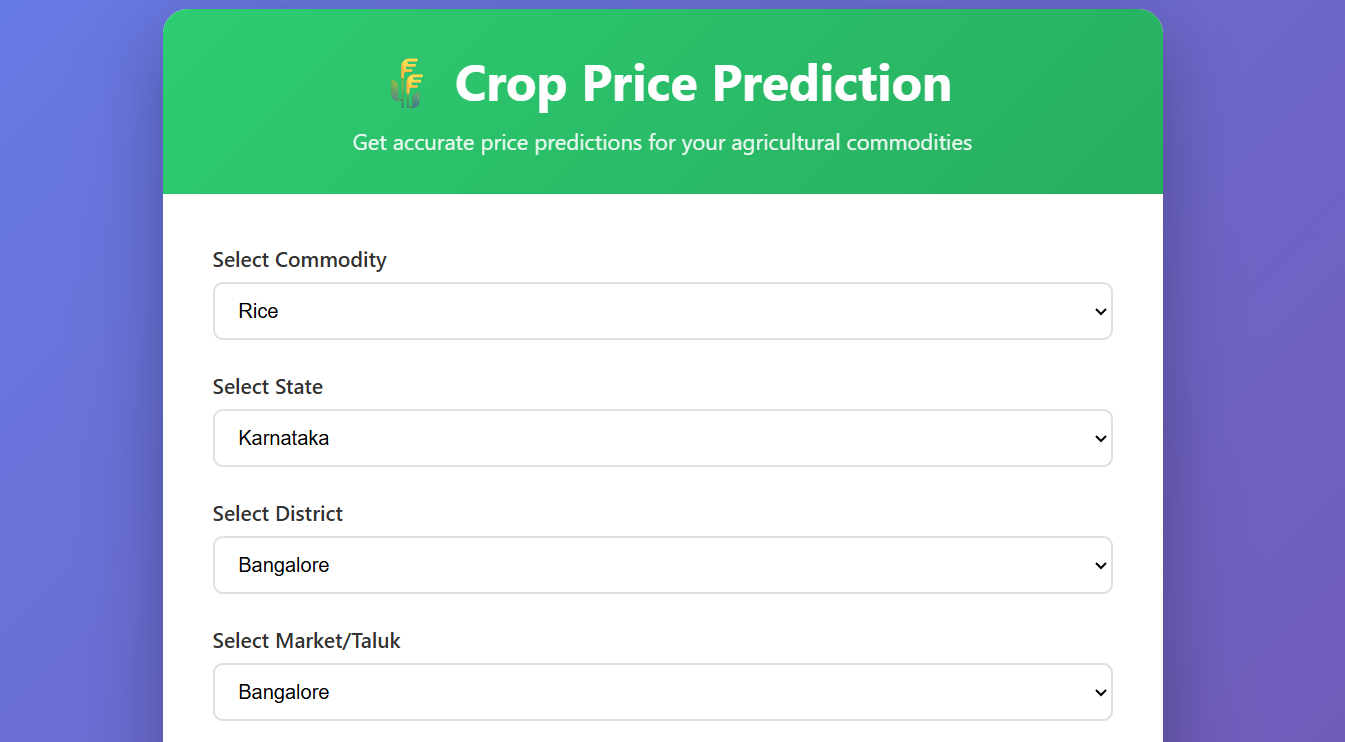 Crop Price Prediction
Get accurate price predictions for your agricultural commodities
Select Commodity
Rice
Select State
Karnataka
Select District
Bangalore
Select Market/Taluk
Bangalore